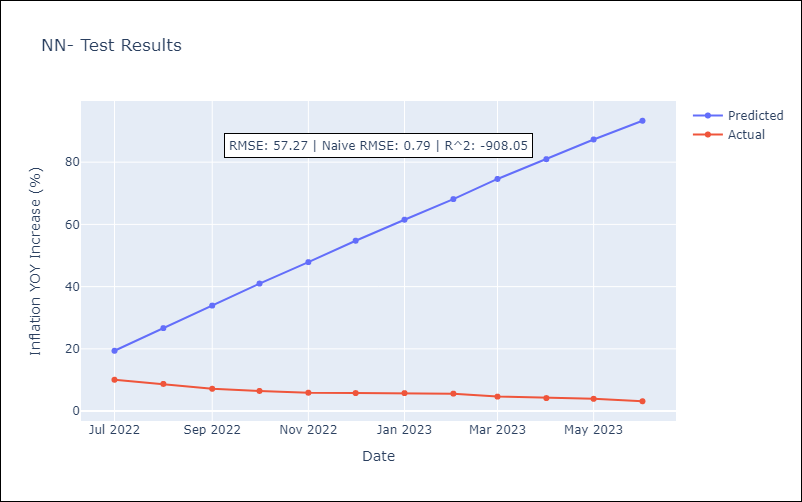 NN- Test Results
Predicted
Actual
RMSE: 57.27 | Naive RMSE: 0.79 | R^2: -908.05
Inflation YOY Increase (%)
80
60
40
20
0
Jul 2022 Sep 2022 Nov 2022 Jan 2023 Mar 2023 May 2023
Date